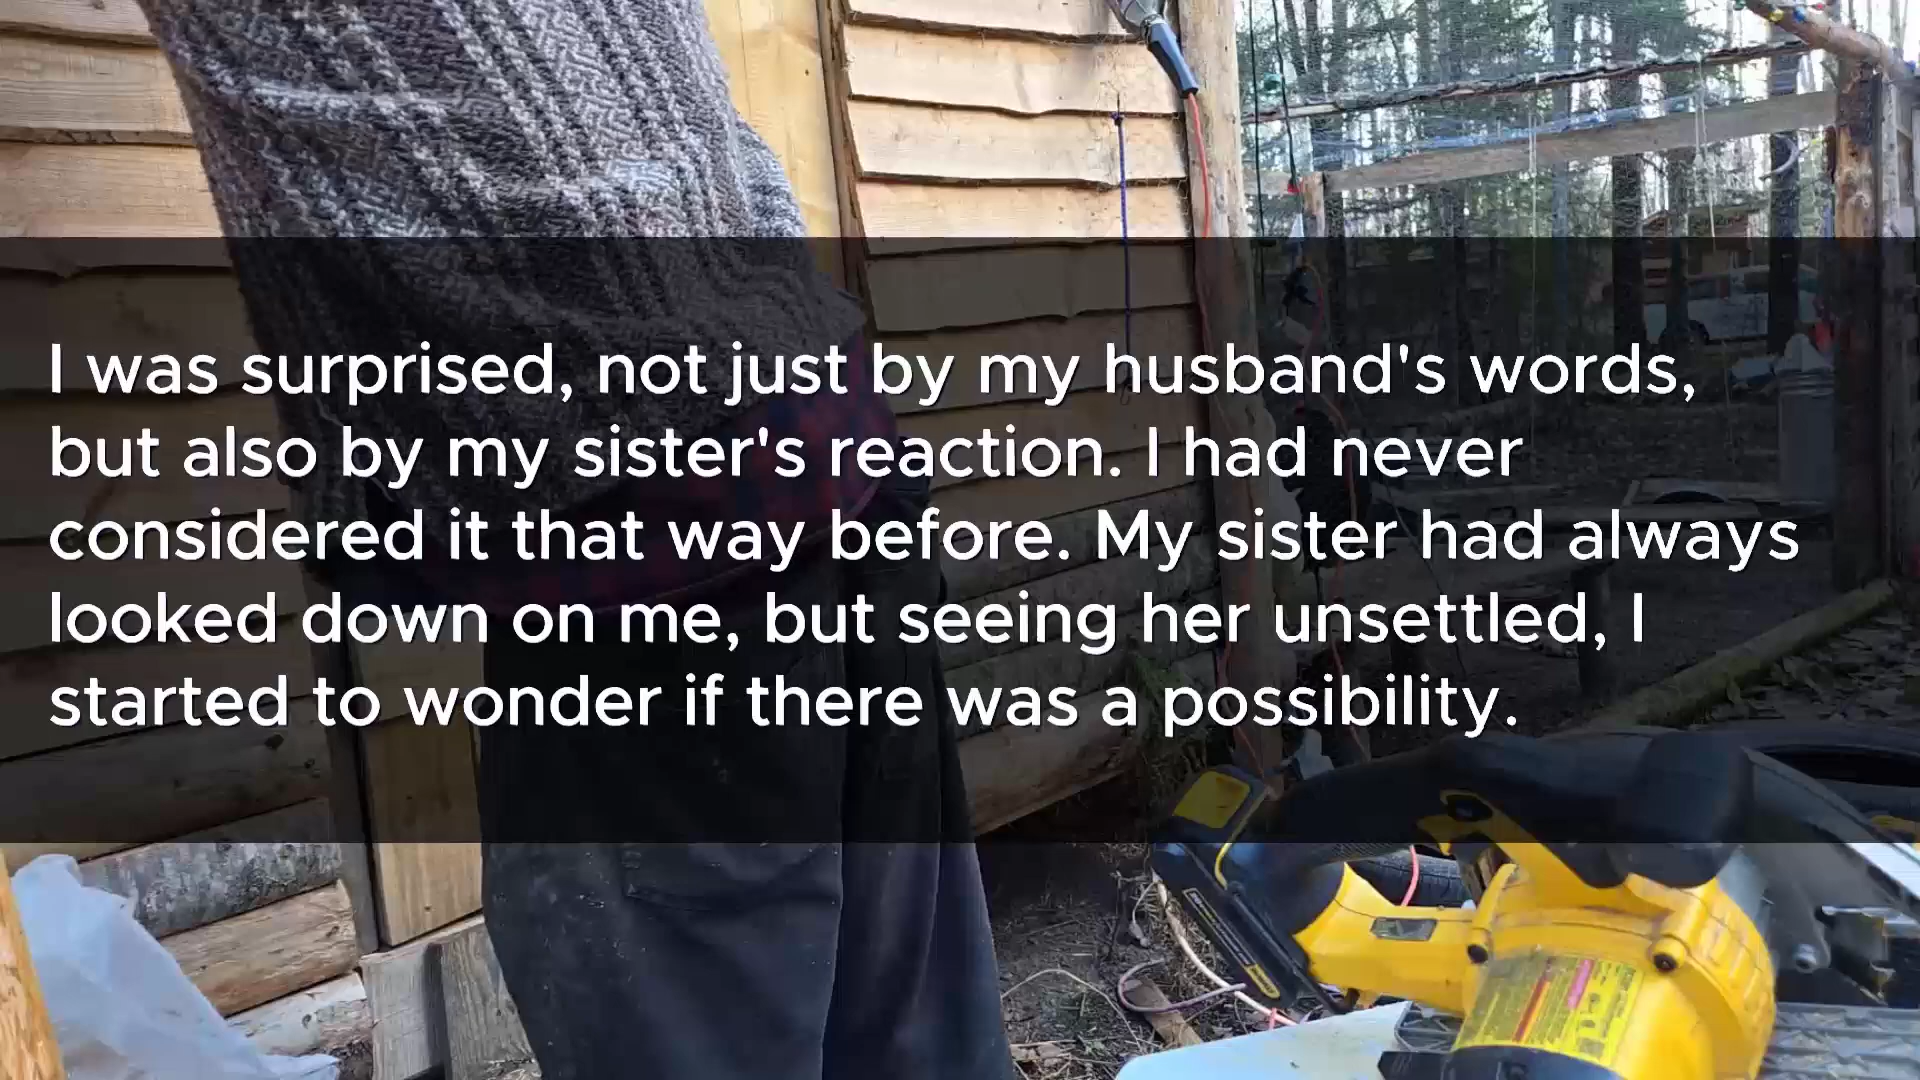 I was surprised, not just by my husband's words,
but also by my sister's reaction. I had never
considered it that way before. My sister had always
looked down on me, but seeing her unsettled, I
started to wonder if there was a possibility.